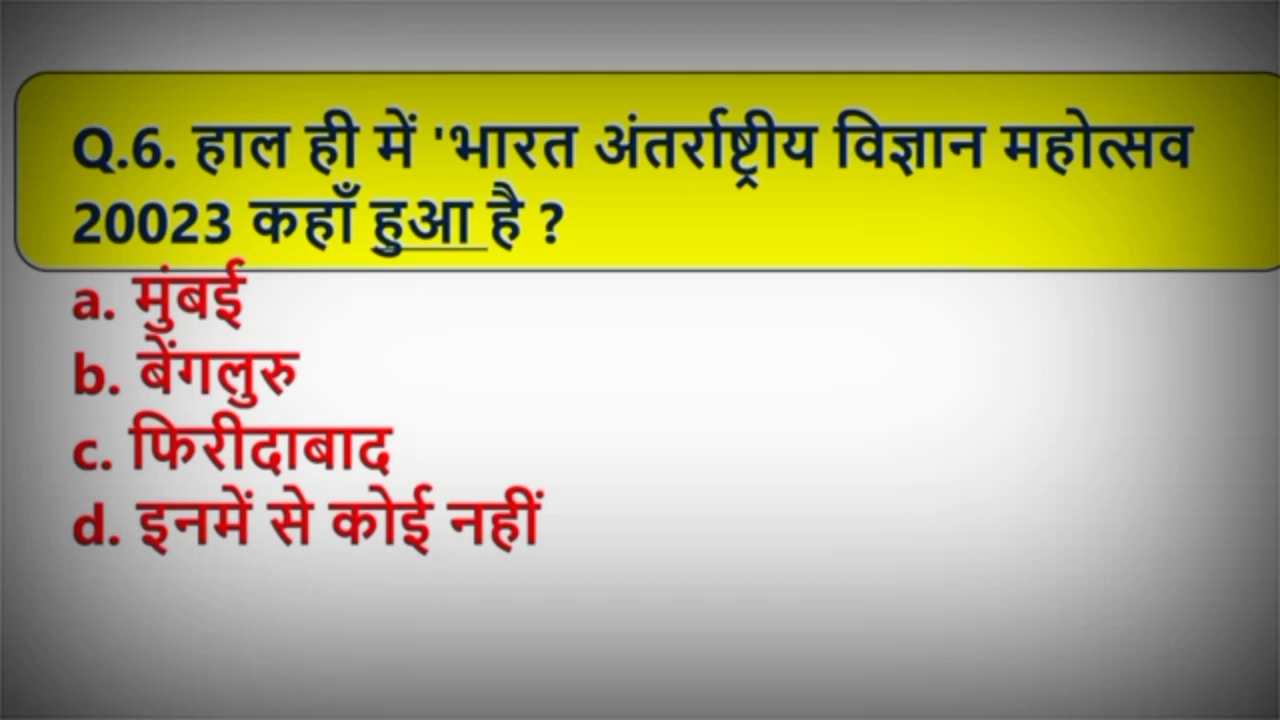 Q.6. हाल ही में 'भारत अंतर्राष्ट्रीय विज्ञान महोत्सव
20023 कहाँ हुआ है ?
a. मुंबई
b. बेंगलुरु
c. फिरीदाबाद
d. इनमें से कोई नहीं